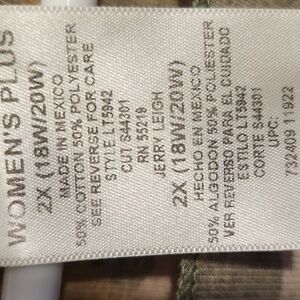 WOMEN'S PLUS
2X (18W/20W)
MADE IN MEXICO
50% COTTON 50% POLYESTER
SEE REVERSE FOR CARE
STYLE: LT5942
CUT S44301
RN 55219
JERRY LEIGH
2X (18W/20W)
HECHO EN MEXICO
50% ALGODON 50% POLIESTER
VER REVERSO PARA EL CUIDADO
ESTILO LT5942
CORTE S44301
UPC:
732409 11922